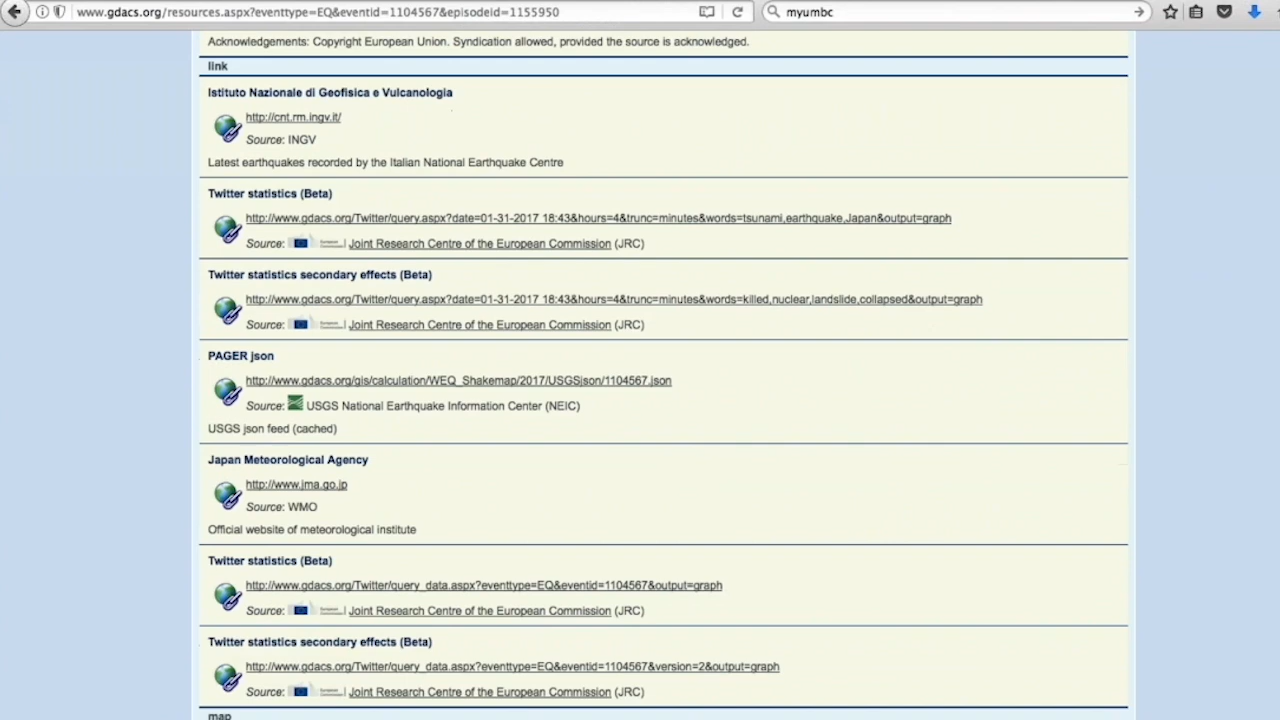 www.gdacs.org/resources.aspx?eventtype=EQ&eventid=1104567&episodeid=1155950
myumbc
Acknowledgements: Copyright European Union. Syndication allowed, provided the source is acknowledged.
link
Istituto Nazionale di Geofisica e Vulcanologia
http://cnt.rm.ingv.it/
Source: INGV
Latest earthquakes recorded by the Italian National Earthquake Centre
Twitter statistics (Beta)
http://www.gdacs.org/Twitter/query.aspx?date=01-31-2017 18:43&hours=4&trunc=minutes&words=tsunami,earthquake,Japan&output=graph
Source: Joint Research Centre of the European Commission (JRC)
Twitter statistics secondary effects (Beta)
http://www.gdacs.org/Twitter/query.aspx?date=01-31-2017 18:43&hours=4&trunc=minutes&words=killed,nuclear,landslide,collapsed&output=graph
Source: Joint Research Centre of the European Commission (JRC)
PAGER json
http://www.gdacs.org/gis/calculation/WEQ_Shakemap/2017/USGSjson/1104567.json
Source: USGS National Earthquake Information Center (NEIC)
USGS json feed (cached)
Japan Meteorological Agency
http://www.jma.go.jp
Source: WMO
Official website of meteorological institute
Twitter statistics (Beta)
http://www.gdacs.org/Twitter/query_data.aspx?eventtype=EQ&eventid=1104567&output=graph
Source: Joint Research Centre of the European Commission (JRC)
Twitter statistics secondary effects (Beta)
http://www.gdacs.org/Twitter/query_data.aspx?eventtype=EQ&eventid=1104567&version=2&output=graph
Source: Joint Research Centre of the European Commission (JRC)
map